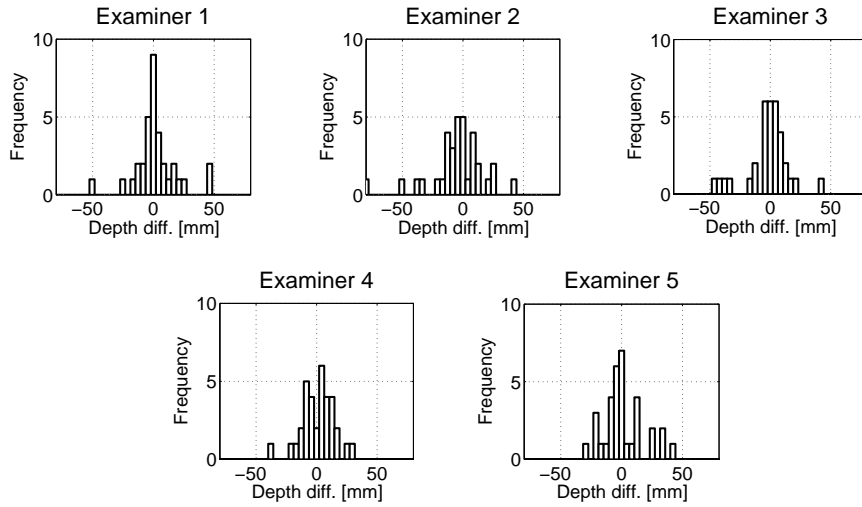 Examiner 1
10
5
0
Frequency
−50 0 50
Depth diff. [mm]
Examiner 2
10
5
0
Frequency
−50 0 50
Depth diff. [mm]
Examiner 3
10
5
0
Frequency
−50 0 50
Depth diff. [mm]
Examiner 4
10
5
0
Frequency
−50 0 50
Depth diff. [mm]
Examiner 5
10
5
0
Frequency
−50 0 50
Depth diff. [mm]